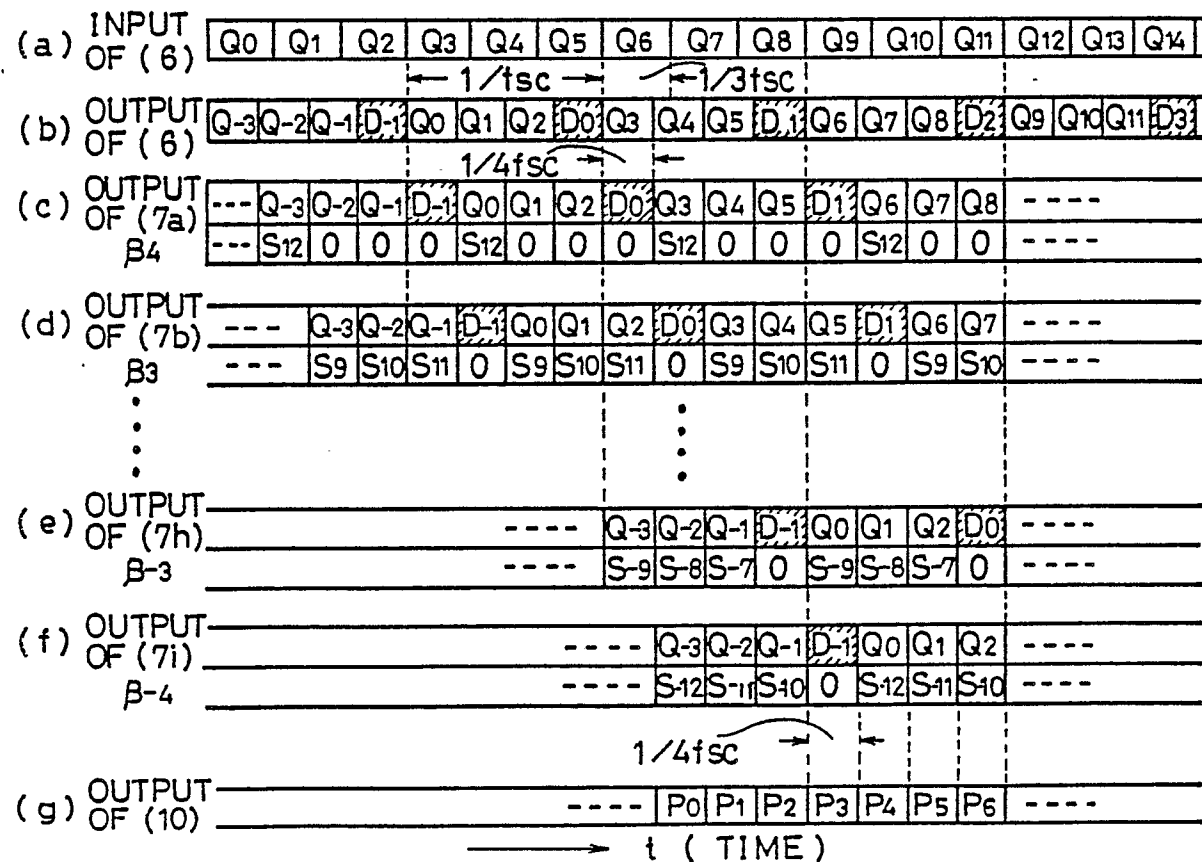 (a) INPUT OF (6) Q0 Q1 Q2 Q3 Q4 Q5 Q6 Q7 Q8 Q9 Q10 Q11 Q12 Q13 Q14
1/fsc 1/3fsc
(b) OUTPUT OF (6) Q-3 Q-2 Q-1 D-1 Q0 Q1 Q2 D0 Q3 Q4 Q5 D1 Q6 Q7 Q8 D2 Q9 Q10 Q11 D3
1/4fsc
(c) OUTPUT OF (7a) --- Q-3 Q-2 Q-1 D-1 Q0 Q1 Q2 D0 Q3 Q4 Q5 D1 Q6 Q7 Q8 ----
β4 --- S12 0 0 0 S12 0 0 0 S12 0 0 0 S12 0 0 ----
(d) OUTPUT OF (7b) --- Q-3 Q-2 Q-1 D-1 Q0 Q1 Q2 D0 Q3 Q4 Q5 D1 Q6 Q7 ----
β3 --- S9 S10 S11 0 S9 S10 S11 0 S9 S10 S11 0 S9 S10 ----
(e) OUTPUT OF (7h) ---- Q-3 Q-2 Q-1 D-1 Q0 Q1 Q2 D0 ----
β-3 ---- S-9 S-8 S-7 0 S-9 S-8 S-7 0 ----
(f) OUTPUT OF (7i) ---- Q-3 Q-2 Q-1 D-1 Q0 Q1 Q2 ----
β-4 ---- S-12 S-11 S-10 0 S-12 S-11 S-10 ----
1/4fsc
(g) OUTPUT OF (10) ---- P0 P1 P2 P3 P4 P5 P6 ----
t (TIME)